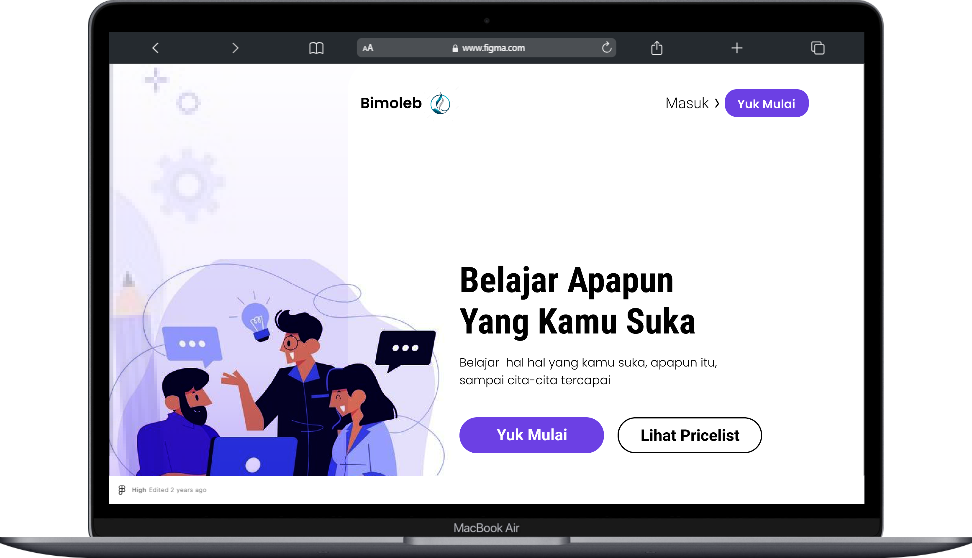 AA www.figma.com
Bimoleb Masuk › Yuk Mulai
Belajar Apapun
Yang Kamu Suka
Belajar hal hal yang kamu suka, apapun itu,
sampai cita-cita tercapai
Yuk Mulai Lihat Pricelist
High Edited 2 years ago
MacBook Air